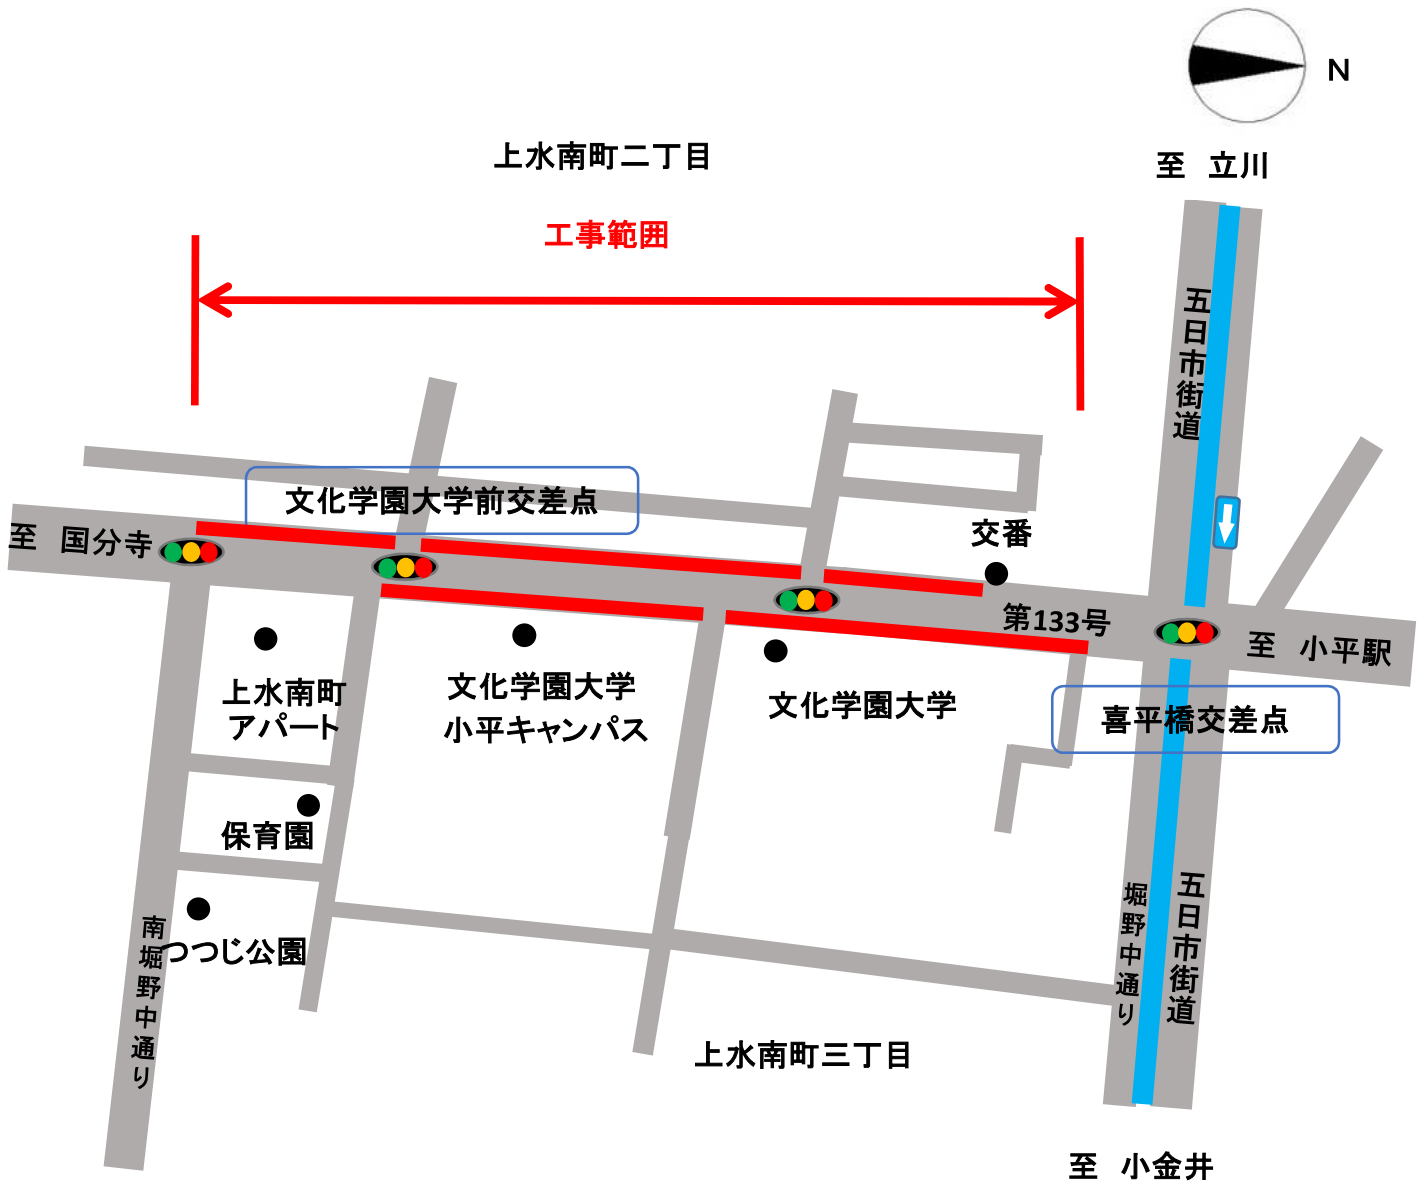 N
上水南町二丁目
至 立川
工事範囲
五日市街道
文化学園大学前交差点
至 国分寺
交番
第133号
至 小平駅
上水南町
アパート
文化学園大学
小平キャンパス
文化学園大学
喜平橋交差点
保育園
つつじ公園
南堀野中通り
堀野中通り
五日市街道
上水南町三丁目
至 小金井